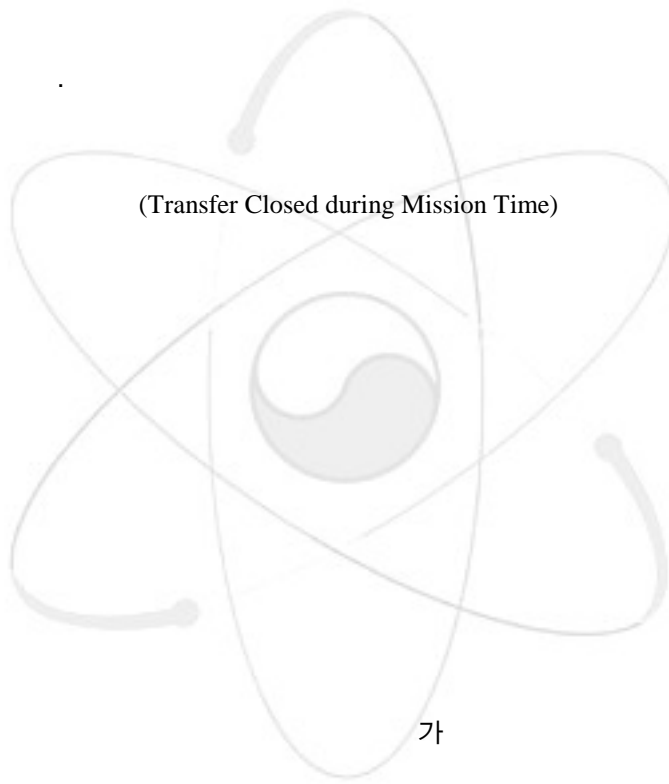 .
(Transfer Closed during Mission Time)
가